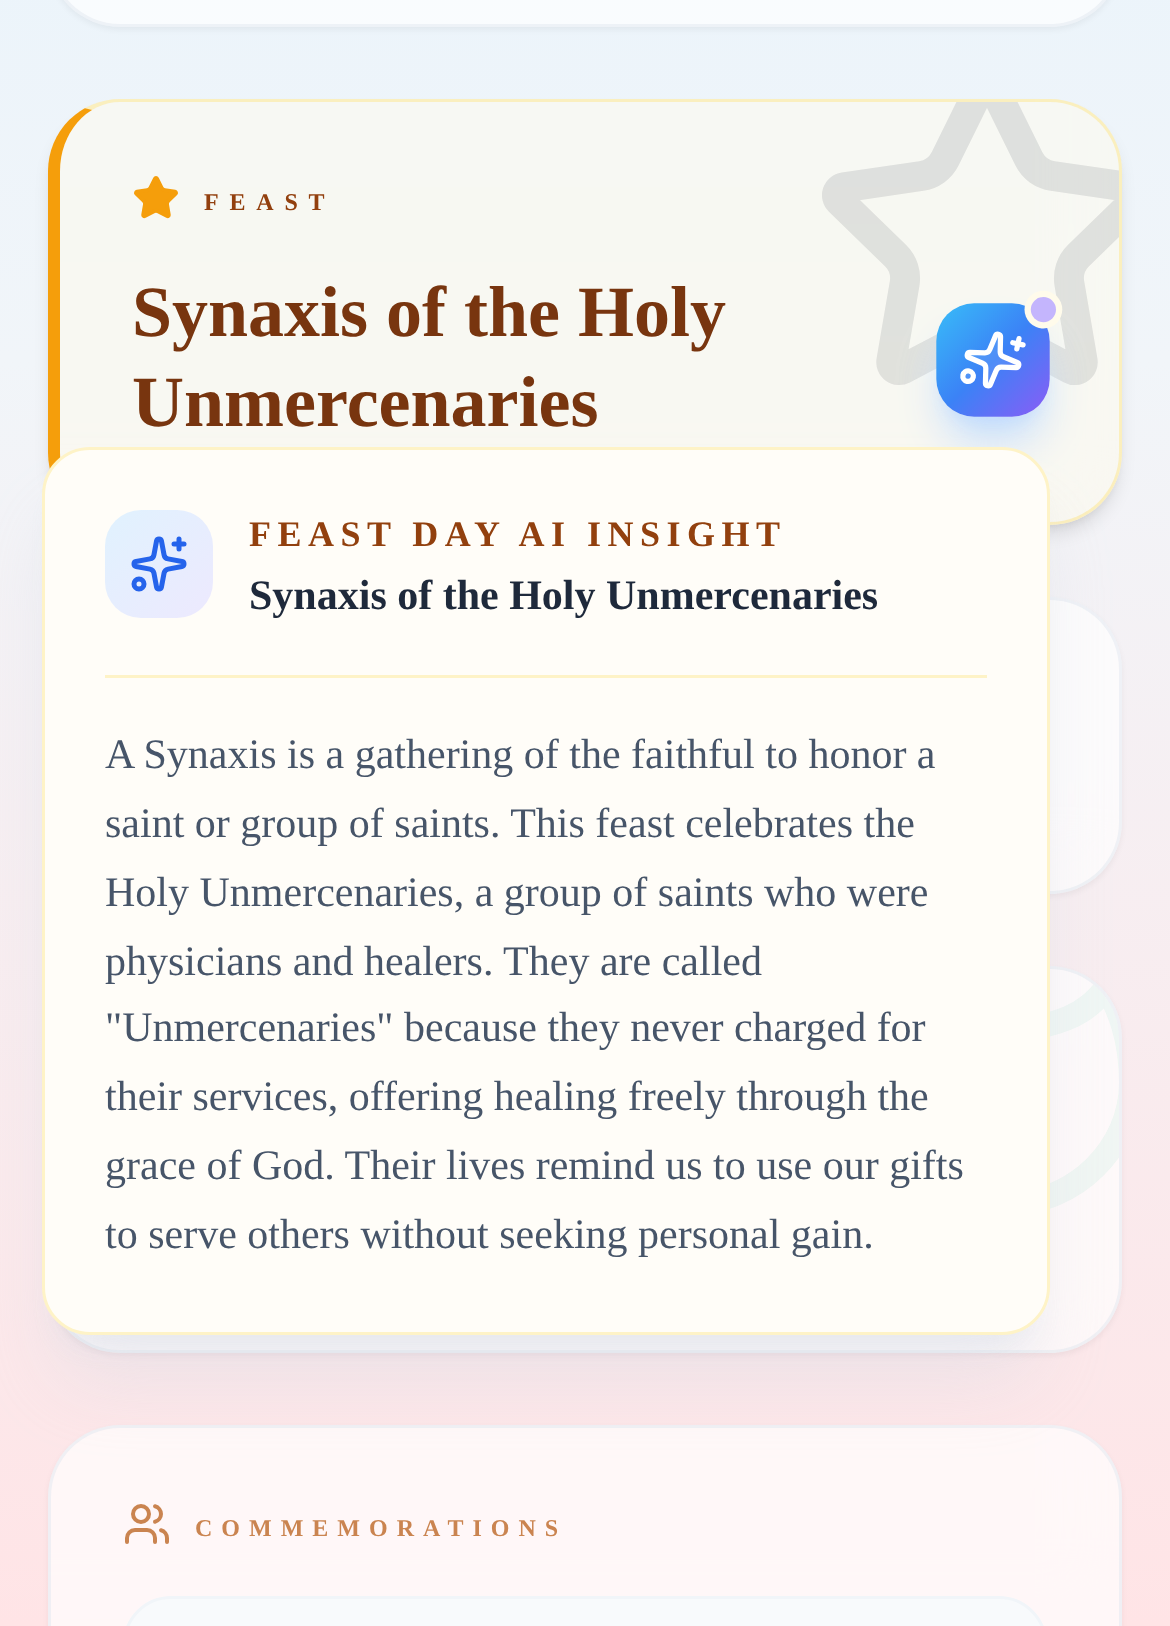 FEAST
Synaxis of the Holy
Unmercenaries
FEAST DAY AI INSIGHT
Synaxis of the Holy Unmercenaries
A Synaxis is a gathering of the faithful to honor a
saint or group of saints. This feast celebrates the
Holy Unmercenaries, a group of saints who were
physicians and healers. They are called
"Unmercenaries" because they never charged for
their services, offering healing freely through the
grace of God. Their lives remind us to use our gifts
to serve others without seeking personal gain.
COMMEMORATIONS